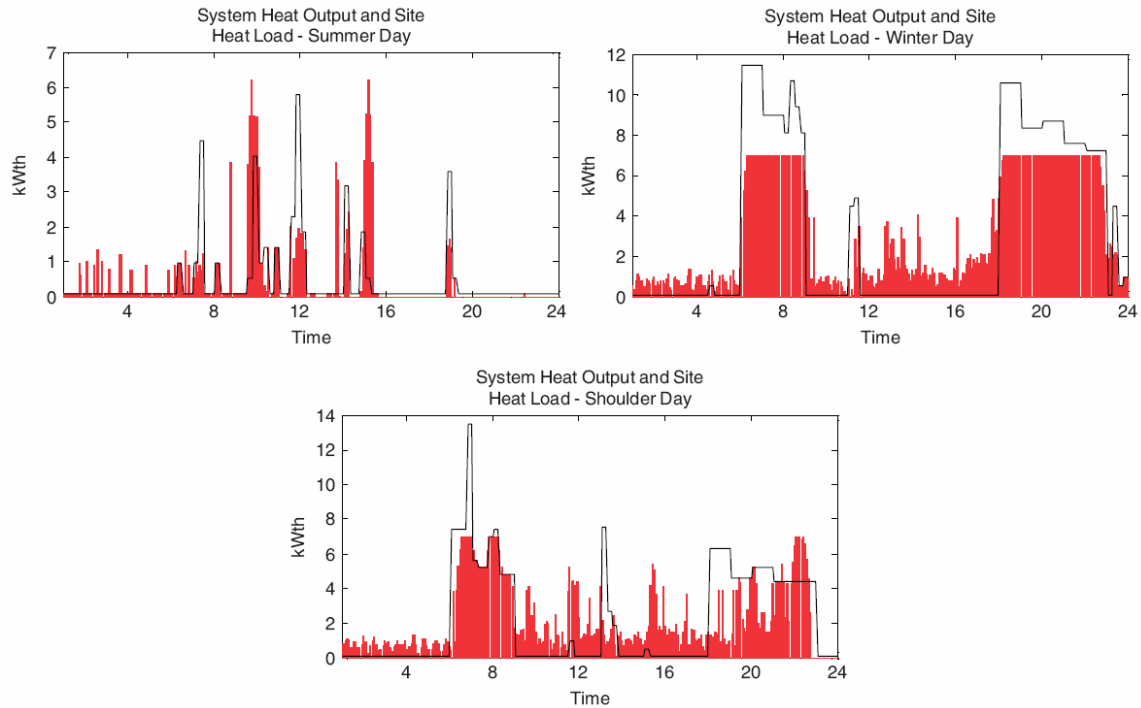 System Heat Output and Site
Heat Load - Summer Day
7
6
5
4
3
2
1
0
kWth
4 8 12 16 20 24
Time
System Heat Output and Site
Heat Load - Winter Day
12
10
8
6
4
2
0
kWth
4 8 12 16 20 24
Time
System Heat Output and Site
Heat Load - Shoulder Day
14
12
10
8
6
4
2
0
kWth
4 8 12 16 20 24
Time